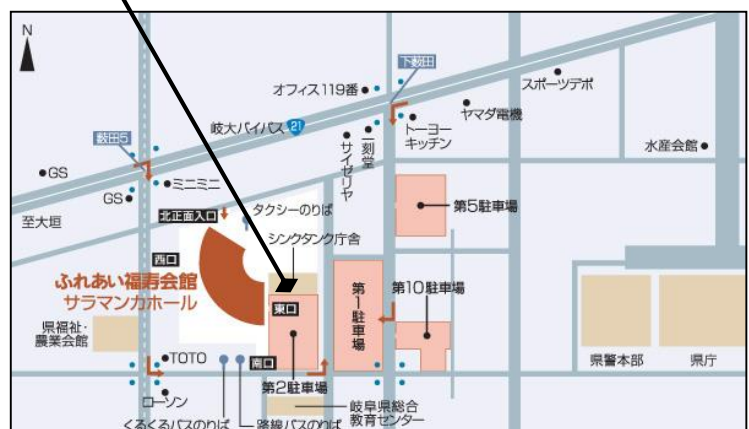 N
下藪田
スポーツデポ
オフィス119番
ヤマダ電機
岐大バイパス 21
トーヨー
キッチン
一刻堂
サイゼリヤ
水産会館
藪田5
GS
ミニミニ
GS
至大垣
北正面入口
タクシーのりば
第5駐車場
シンクタンク庁舎
西口
ふれあい福寿会館
サラマンカホール
東口
第1駐車場
第10駐車場
県福祉・
農業会館
TOTO
南口
県警本部
県庁
第2駐車場
ローソン
岐阜県総合
教育センター
くるくるバスのりば
路線バスのりば